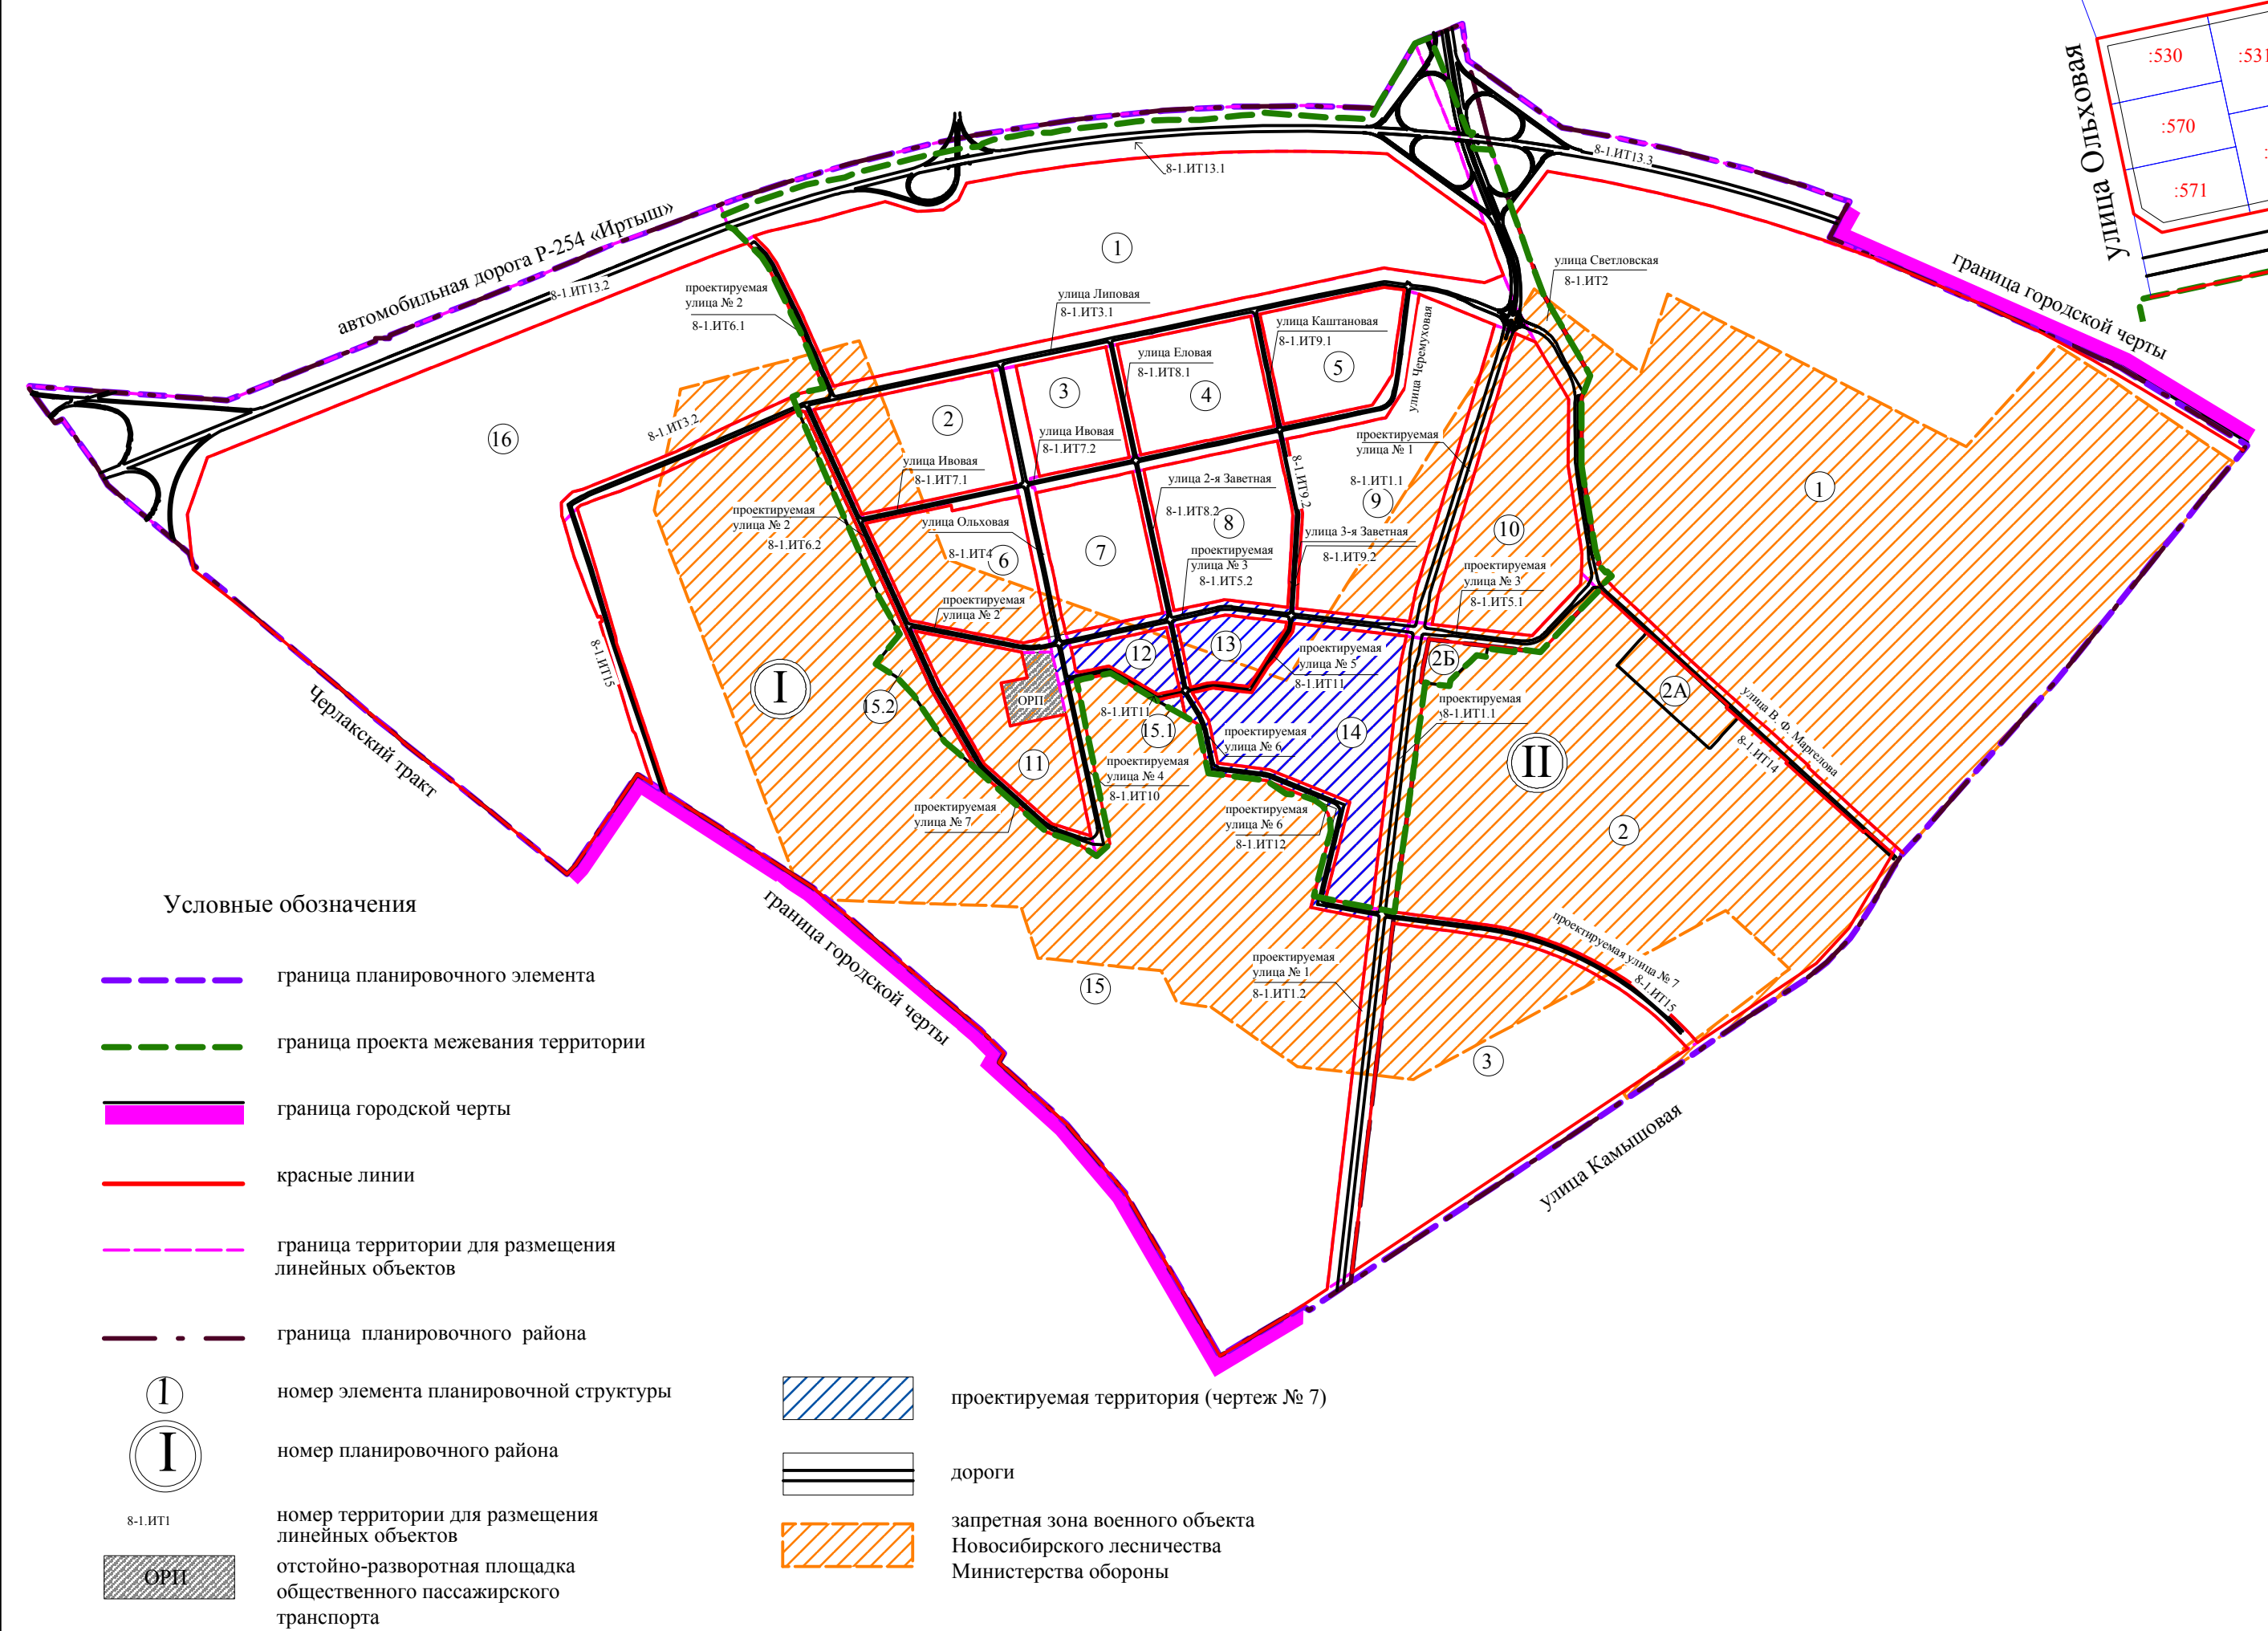 :530
:531
:570
:571
улица Ольховая
8-1.ИТ13.1
8-1.ИТ13.3
автомобильная дорога Р-254 «Иртыш»
8-1.ИТ13.2
1
граница городской черты
улица Светловская
8-1.ИТ2
проектируемая
улица № 2
8-1.ИТ6.1
улица Липовая
8-1.ИТ3.1
улица Каштановая
8-1.ИТ9.1
5
улица Черемуховая
улица Еловая
8-1.ИТ8.1
3
4
2
16
8-1.ИТ3.2
улица Ивовая
8-1.ИТ7.2
улица Ивовая
8-1.ИТ7.1
проектируемая
улица № 1
8-1.ИТ1.1
9
8-1.ИТ9.2
улица 2-я Заветная
8-1.ИТ8.2
8
1
10
проектируемая
улица № 2
8-1.ИТ6.2
улица Ольховая
8-1.ИТ4
6
7
улица 3-я Заветная
8-1.ИТ9.2
проектируемая
улица № 3
8-1.ИТ5.2
проектируемая
улица № 3
8-1.ИТ5.1
проектируемая
улица № 2
8-1.ИТ15
12
13
проектируемая
улица № 5
8-1.ИТ11
2Б
2А
I
15.2
ОРП
8-1.ИТ11
15.1
проектируемая
улица № 6
14
проектируемая
8-1.ИТ1.1
II
улица В. Ф. Маргелова
8-1.ИТ14
Черлакский тракт
11
проектируемая
улица № 4
8-1.ИТ10
проектируемая
улица № 7
проектируемая
улица № 6
8-1.ИТ12
2
граница городской черты
проектируемая улица № 7
8-1.ИТ15
проектируемая
улица № 1
8-1.ИТ1.2
15
3
улица Камышовая
Условные обозначения
граница планировочного элемента
граница проекта межевания территории
граница городской черты
красные линии
граница территории для размещения
линейных объектов
граница планировочного района
1
номер элемента планировочной структуры
I
номер планировочного района
8-1.ИТ1
номер территории для размещения
линейных объектов
ОРП
отстойно-разворотная площадка
общественного пассажирского
транспорта
проектируемая территория (чертеж № 7)
дороги
запретная зона военного объекта
Новосибирского лесничества
Министерства обороны